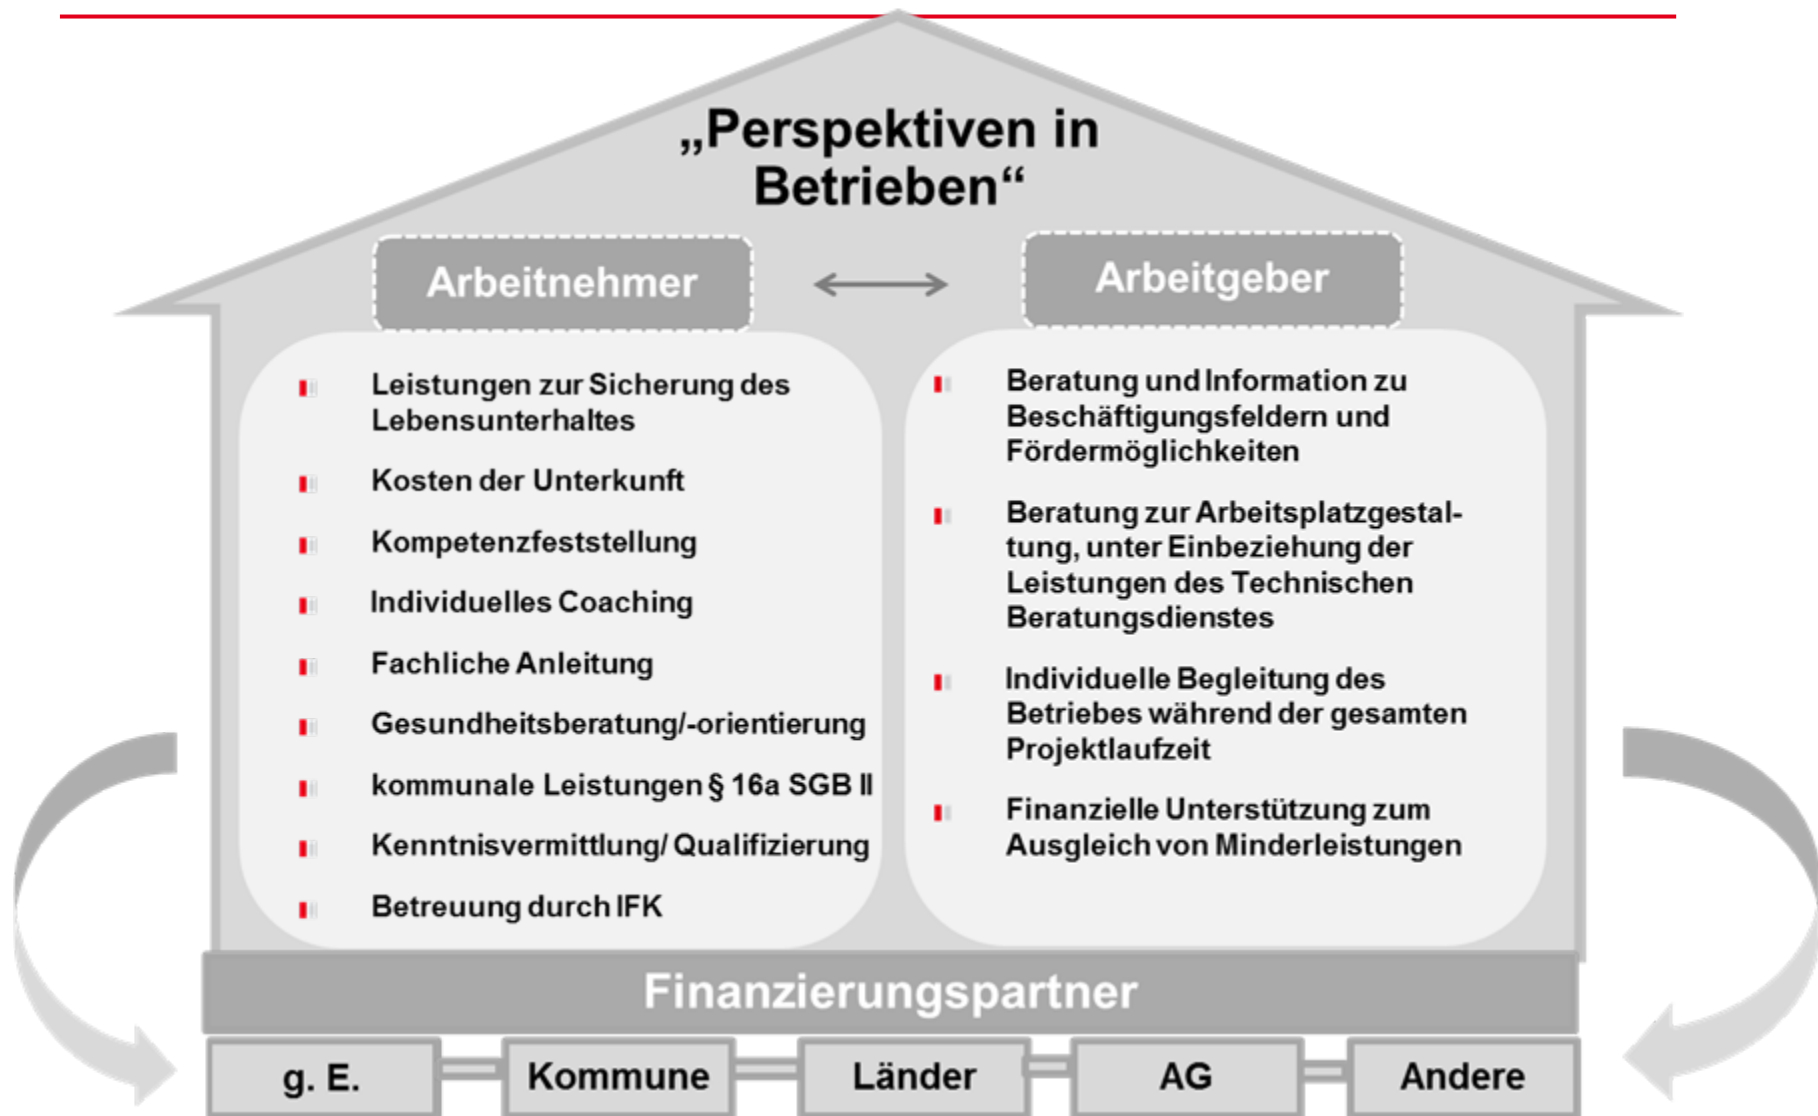 „Perspektiven in
Betrieben“
Arbeitnehmer
Leistungen zur Sicherung des
Lebensunterhaltes
Kosten der Unterkunft
Kompetenzfeststellung
Individuelles Coaching
Fachliche Anleitung
Gesundheitsberatung/-orientierung
kommunale Leistungen § 16a SGB II
Kenntnisvermittlung/ Qualifizierung
Betreuung durch IFK
Arbeitgeber
Beratung und Information zu
Beschäftigungsfeldern und
Fördermöglichkeiten
Beratung zur Arbeitsplatzgestal-
tung, unter Einbeziehung der
Leistungen des Technischen
Beratungsdienstes
Individuelle Begleitung des
Betriebes während der gesamten
Projektlaufzeit
Finanzielle Unterstützung zum
Ausgleich von Minderleistungen
Finanzierungspartner
g. E.
Kommune
Länder
AG
Andere